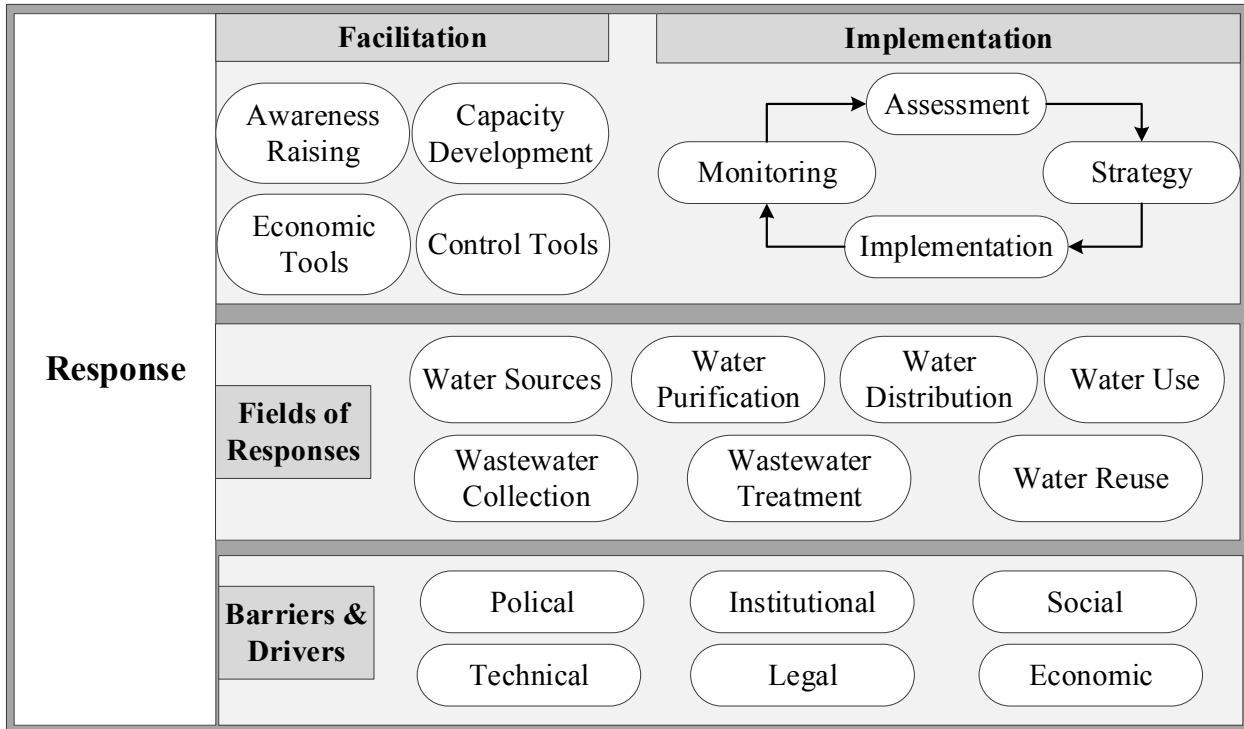 Response
Facilitation
Awareness
Raising
Capacity
Development
Economic
Tools
Control Tools
Implementation
Assessment
Monitoring
Strategy
Implementation
Fields of
Responses
Water Sources
Water
Purification
Water
Distribution
Water Use
Wastewater
Collection
Wastewater
Treatment
Water Reuse
Barriers &
Drivers
Polical
Institutional
Social
Technical
Legal
Economic